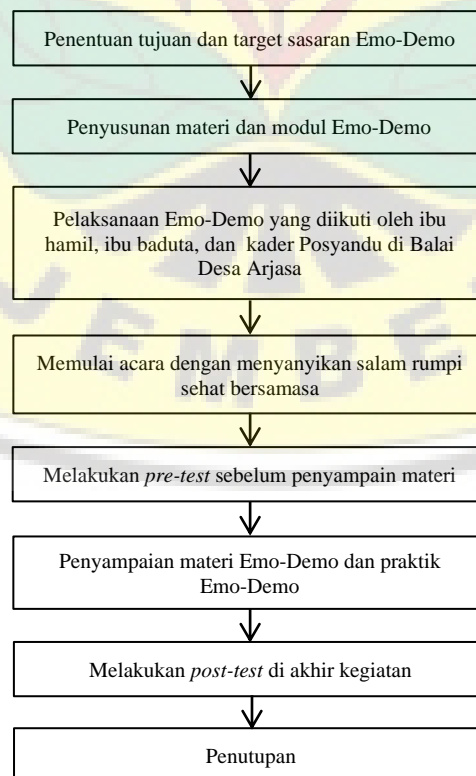 Penentuan tujuan dan target sasaran Emo-Demo
Penyusunan materi dan modul Emo-Demo
Pelaksanaan Emo-Demo yang diikuti oleh ibu
hamil, ibu baduta, dan kader Posyandu di Balai
Desa Arjasa
Memulai acara dengan menyanyikan salam rumpi
sehat bersamasa
Melakukan pre-test sebelum penyampain materi
Penyampaian materi Emo-Demo dan praktik
Emo-Demo
Melakukan post-test di akhir kegiatan
Penutupan